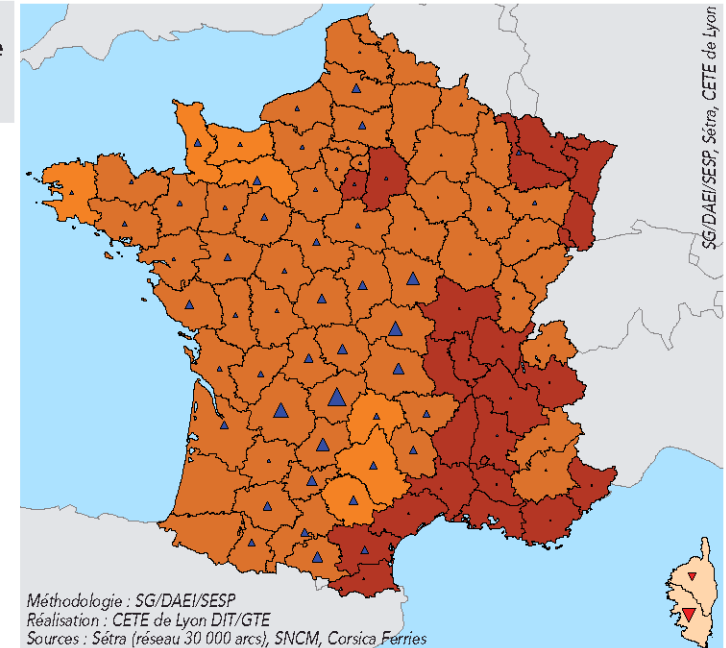 e
SG/DAEI/SESP, Sétra, CETE de Lyon
Méthodologie : SG/DAEI/SESP
Réalisation : CETE de Lyon DIT/GTE
Sources : Sétra (réseau 30 000 arcs), SNCM, Corsica Ferries